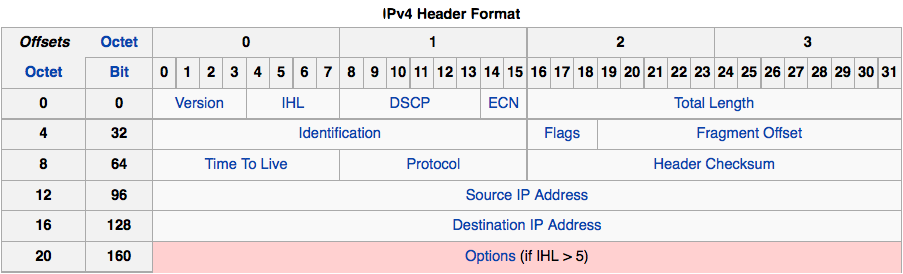 IPv4 Header Format
Offsets Octet 0 1 2 3
Octet Bit 0 1 2 3 4 5 6 7 8 9 10 11 12 13 14 15 16 17 18 19 20 21 22 23 24 25 26 27 28 29 30 31
0 0 Version IHL DSCP ECN Total Length
4 32 Identification Flags Fragment Offset
8 64 Time To Live Protocol Header Checksum
12 96 Source IP Address
16 128 Destination IP Address
20 160 Options (if IHL > 5)